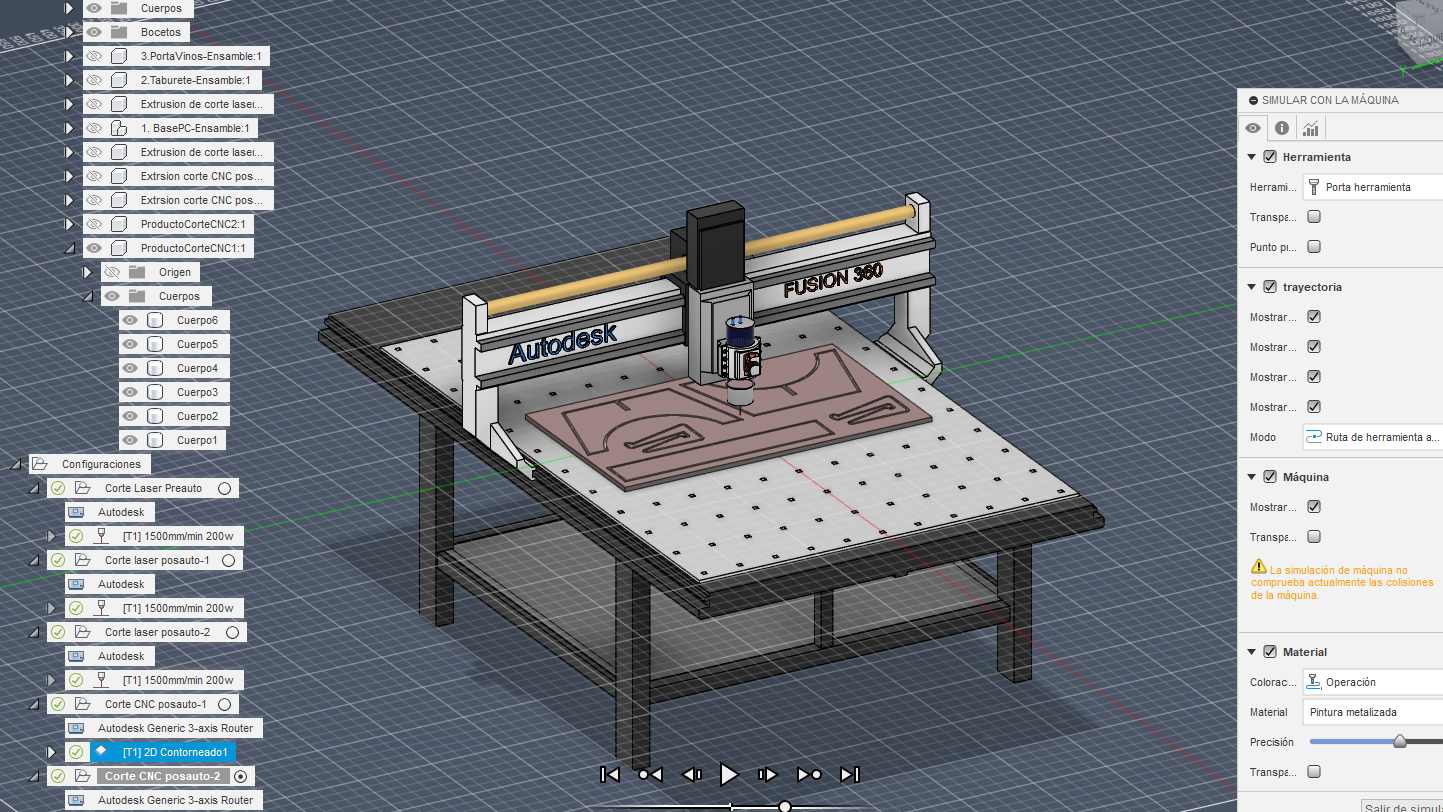 Cuerpos
Bocetos
3.PortaVinos-Ensamble:1
2.Taburete-Ensamble:1
Extrusion de corte laser...
1. BasePC-Ensamble:1
Extrusion de corte lase...
Extrsion corte CNC pos...
Extrsion corte CNC pos...
ProductoCorteCNC2:1
ProductoCorteCNC1:1
Origen
Cuerpos
Cuerpo6
Cuerpo5
Cuerpo4
Cuerpo3
Cuerpo2
Cuerpo1
Configuraciones
Corte Laser Preauto
Autodesk
[T1] 1500mm/min 200w
Corte laser posauto-1
Autodesk
[T1] 1500mm/min 200w
Corte laser posauto-2
Autodesk
[T1] 1500mm/min 200w
Corte CNC posauto-1
Autodesk Generic 3-axis Router
[T1] 2D Contorneado1
Corte CNC posauto-2
Autodesk Generic 3-axis Router
Autodesk
FUSION 360
Y
SIMULAR CON LA MÁQUINA
Herramienta
Herrami... Porta herramienta
Transpa...
Punto pi...
trayectoria
Mostrar...
Mostrar...
Mostrar...
Mostrar...
Modo Ruta de herramienta a...
Máquina
Mostrar...
Transpa...
La simulación de máquina no
comprueba actualmente las colisiones
de la máquina.
Material
Colorac... Operación
Material Pintura metalizada
Precisión
Transpa...
Salir de simula